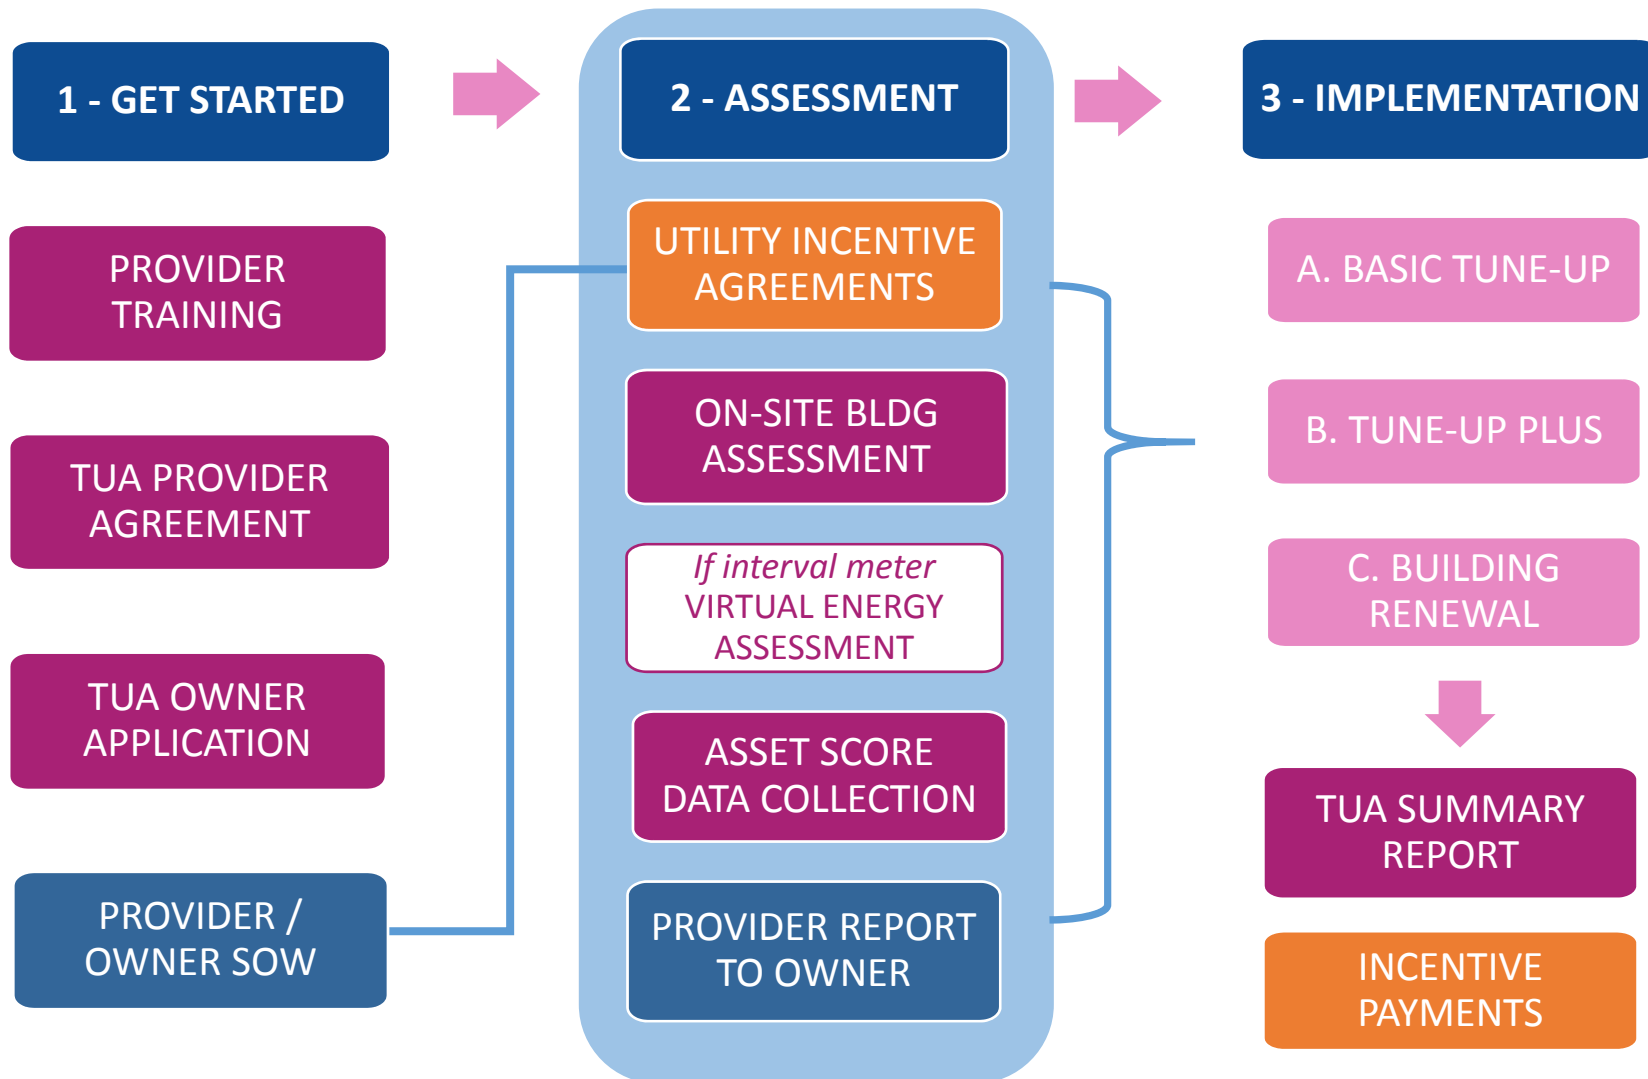 1 - GET STARTED
PROVIDER
TRAINING
TUA PROVIDER
AGREEMENT
TUA OWNER
APPLICATION
PROVIDER /
OWNER SOW
2 - ASSESSMENT
UTILITY INCENTIVE
AGREEMENTS
ON-SITE BLDG
ASSESSMENT
If interval meter
VIRTUAL ENERGY
ASSESSMENT
ASSET SCORE
DATA COLLECTION
PROVIDER REPORT
TO OWNER
3 - IMPLEMENTATION
A. BASIC TUNE-UP
B. TUNE-UP PLUS
C. BUILDING
RENEWAL
TUA SUMMARY
REPORT
INCENTIVE
PAYMENTS